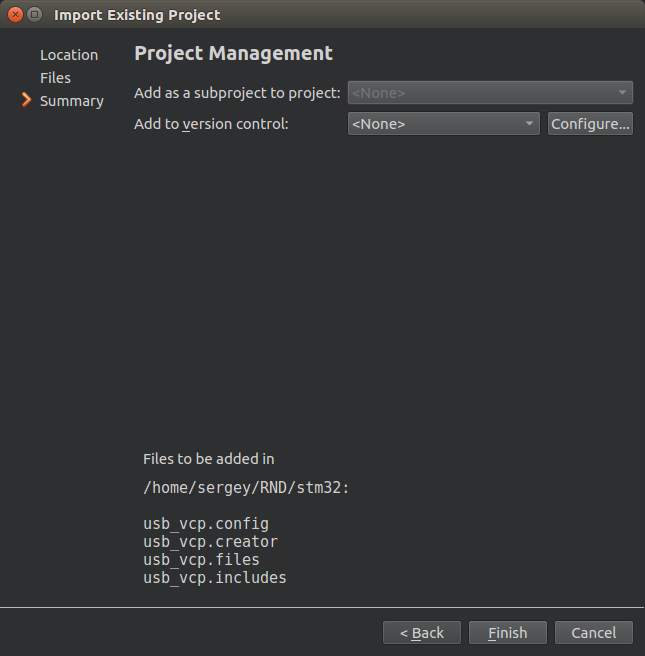 Import Existing Project
Location
Files
Summary
Project Management
Add as a subproject to project: <None>
Add to version control: <None> Configure...
Files to be added in
/home/sergey/RND/stm32:
usb_vcp.config
usb_vcp.creator
usb_vcp.files
usb_vcp.includes
< Back Finish Cancel